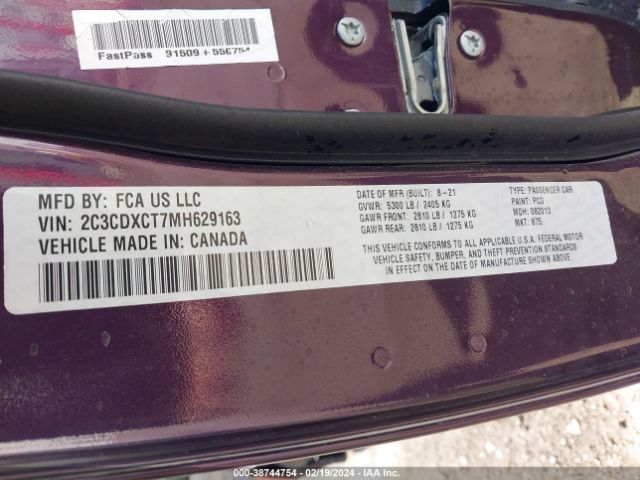 FastPass 91509 + 556754
MFD BY: FCA US LLC
VIN: 2C3CDXCT7MH629163
VEHICLE MADE IN: CANADA
DATE OF MFR (BUILT): 8-21
GVWR: 5300 LB / 2405 KG
GAWR FRONT: 2810 LB / 1275 KG
GAWR REAR: 2810 LB / 1275 KG
TYPE: PASSENGER CAR
PAINT: PCD
MDH: 082013
MKT: 675
THIS VEHICLE CONFORMS TO ALL APPLICABLE U.S.A. FEDERAL MOTOR
VEHICLE SAFETY, BUMPER, AND THEFT PREVENTION STANDARDS
IN EFFECT ON THE DATE OF MANUFACTURE SHOWN ABOVE.
000-38744754 | 02/19/2024 - IAA Inc.